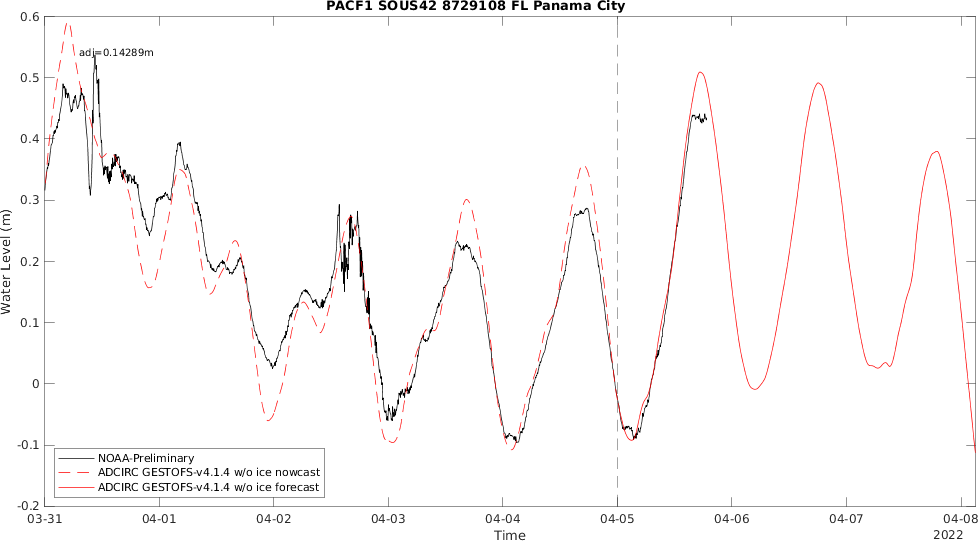 PACF1 SOUS42 8729108 FL Panama City
adj=0.14289m
0.6
0.5
0.4
0.3
0.2
0.1
0
-0.1
-0.2
Water Level (m)
NOAA-Preliminary
ADCIRC GESTOFS-v4.1.4 w/o ice nowcast
ADCIRC GESTOFS-v4.1.4 w/o ice forecast
03-31 04-01 04-02 04-03 04-04 04-05 04-06 04-07 04-08
Time
2022